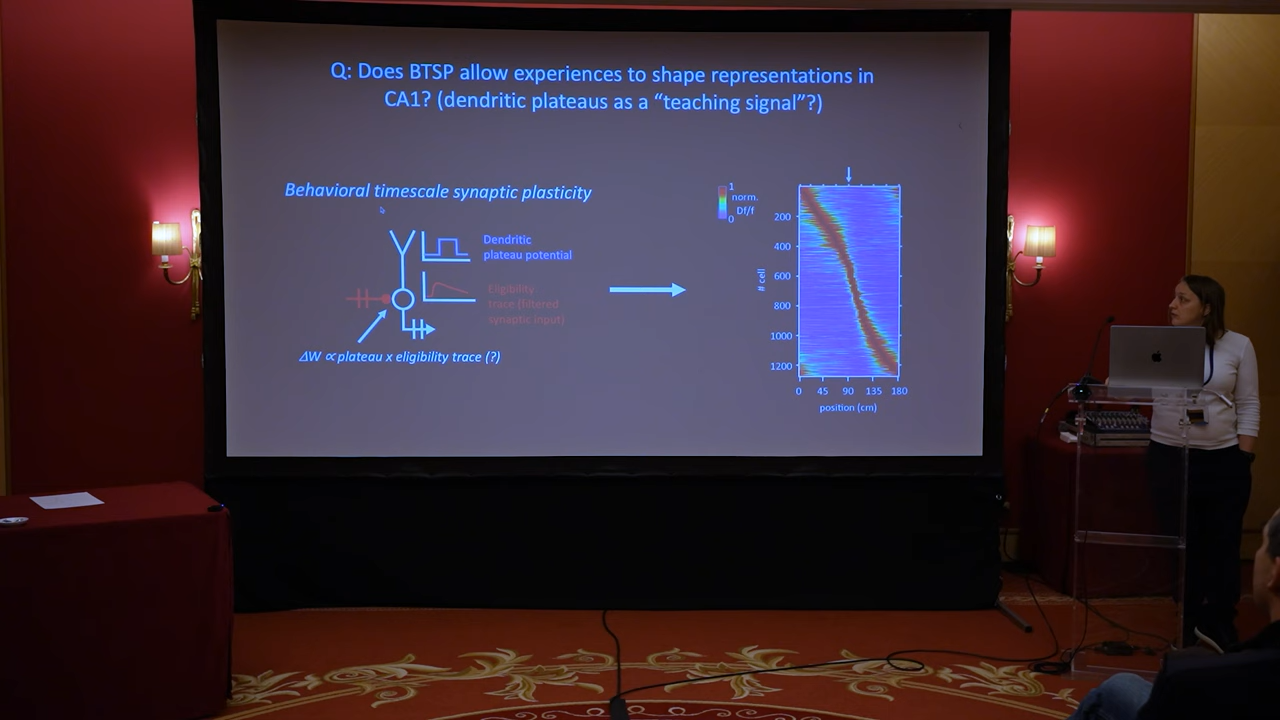 Q: Does BTSP allow experiences to shape representations in
CA1? (dendritic plateaus as a “teaching signal”?)
Behavioral timescale synaptic plasticity
Dendritic
plateau potential
Eligibility
trace (filtered
synaptic input)
ΔW ∝ plateau x eligibility trace (?)
1
norm.
Df/f
0
# cell
200
400
600
800
1000
1200
0 45 90 135 180
position (cm)